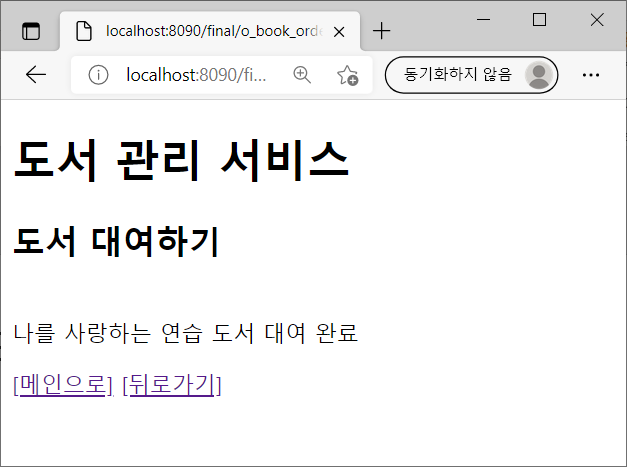 localhost:8090/final/o_book_orde
localhost:8090/fi...
동기화하지 않음
도서 관리 서비스
도서 대여하기
나를 사랑하는 연습 도서 대여 완료
[메인으로] [뒤로가기]